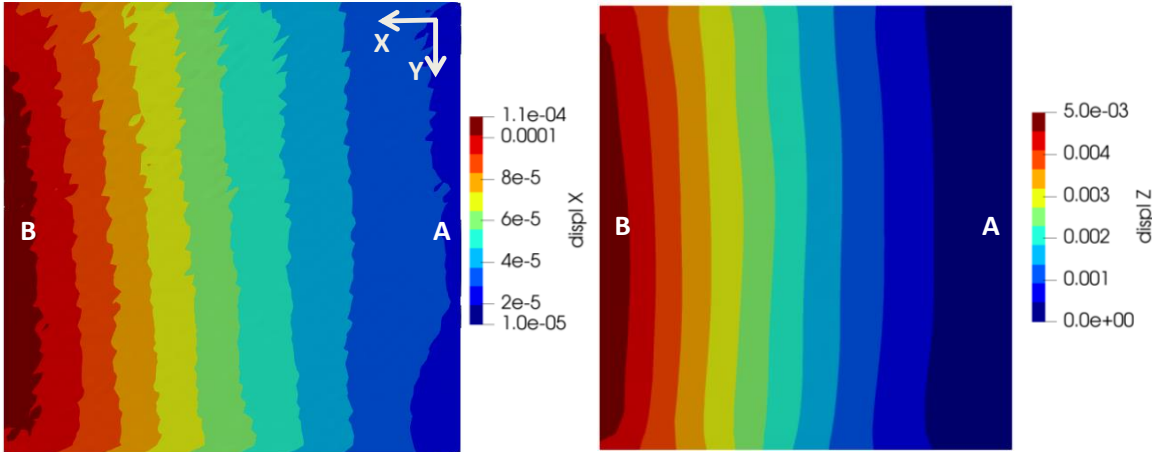 X
Y
B
A
1.1e-04
0.0001
8e-5
6e-5
4e-5
2e-5
1.0e-05
displ X
B
A
5.0e-03
0.004
0.003
0.002
0.001
0.0e+00
displ Z